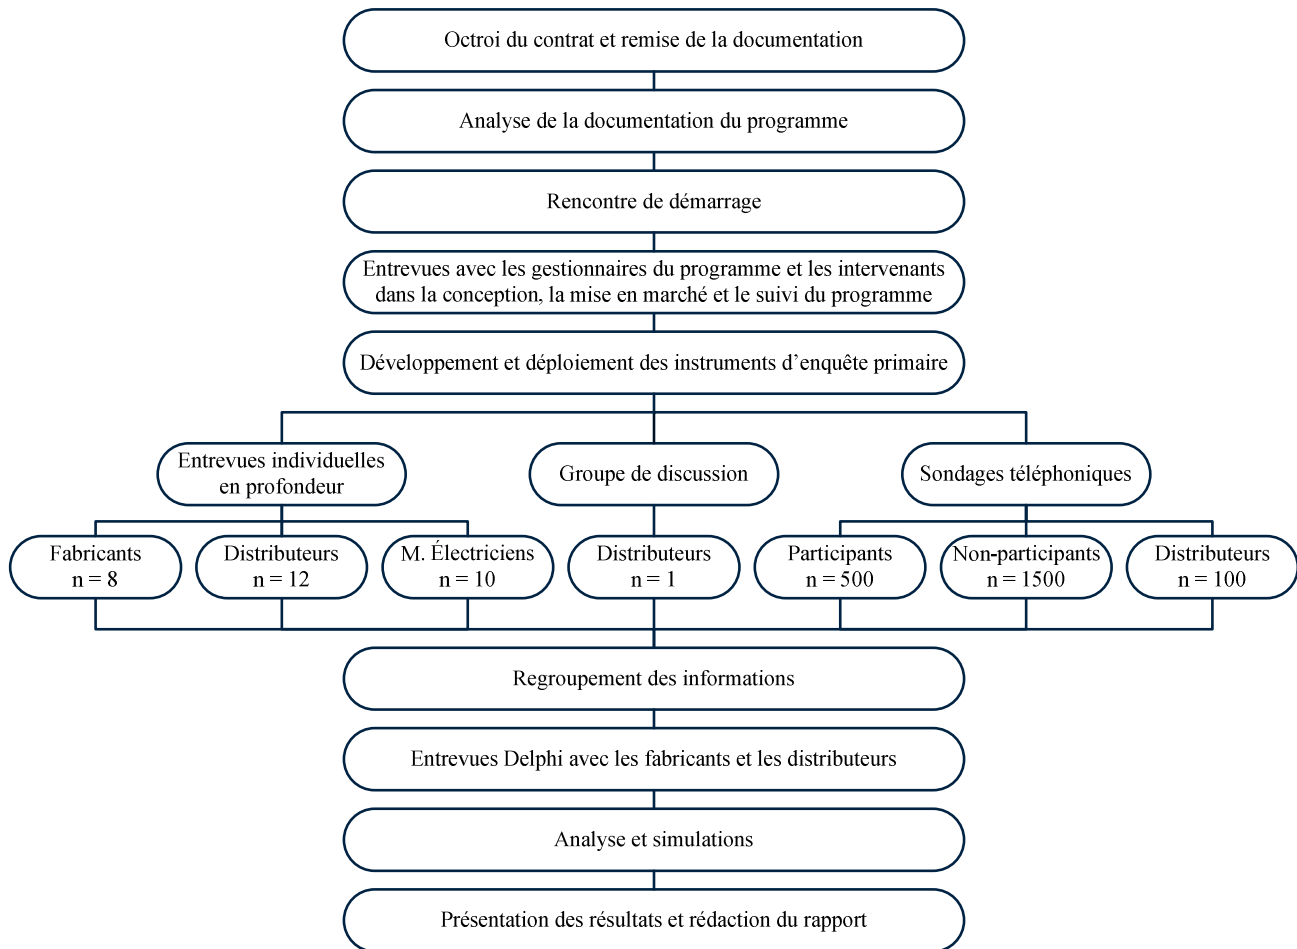 Octroi du contrat et remise de la documentation
Analyse de la documentation du programme
Rencontre de démarrage
Entrevues avec les gestionnaires du programme et les intervenants
dans la conception, la mise en marché et le suivi du programme
Développement et déploiement des instruments d’enquête primaire
Entrevues individuelles
en profondeur
Groupe de discussion
Sondages téléphoniques
Fabricants
n = 8
Distributeurs
n = 12
M. Électriciens
n = 10
Distributeurs
n = 1
Participants
n = 500
Non-participants
n = 1500
Distributeurs
n = 100
Regroupement des informations
Entrevues Delphi avec les fabricants et les distributeurs
Analyse et simulations
Présentation des résultats et rédaction du rapport